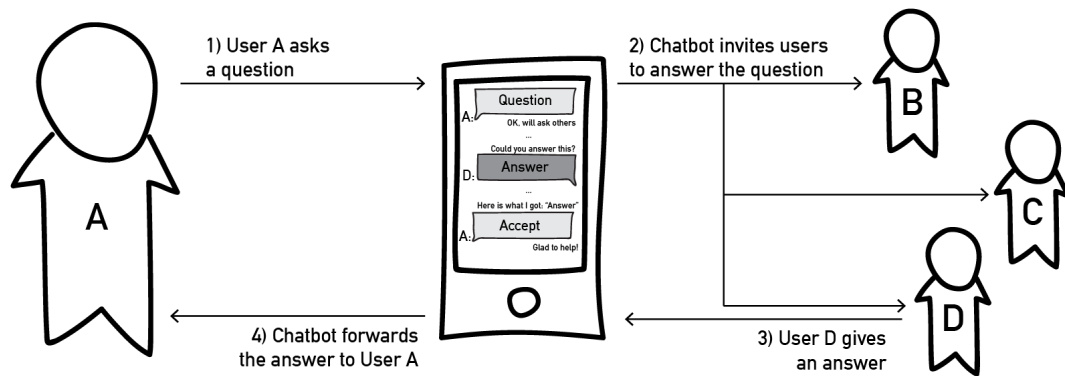 1) User A asks
a question
2) Chatbot invites users
to answer the question
A
Question
A:
OK, will ask others
...
Could you answer this?
D:
Answer
...
Here is what I got: "Answer"
Accept
A:
Glad to help!
B
C
D
4) Chatbot forwards
the answer to User A
3) User D gives
an answer